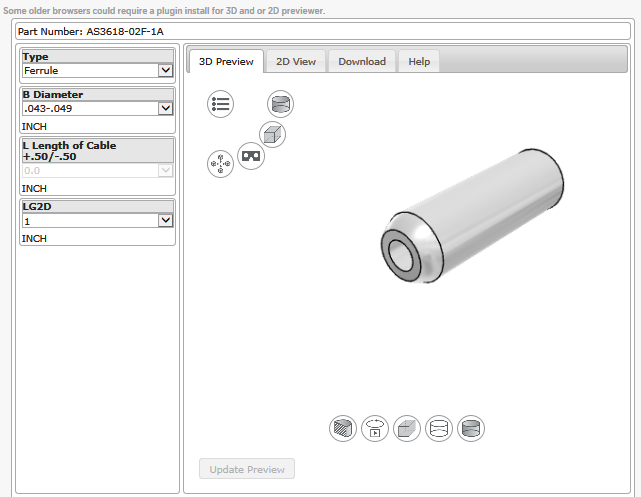 Some older browsers could require a plugin install for 3D and or 2D previewer.
Part Number: AS3618-02F-1A
Type
Ferrule
B Diameter
.043-.049
INCH
L Length of Cable
+.50/-.50
0.0
INCH
LG2D
1
INCH
3D Preview
2D View
Download
Help
Update Preview